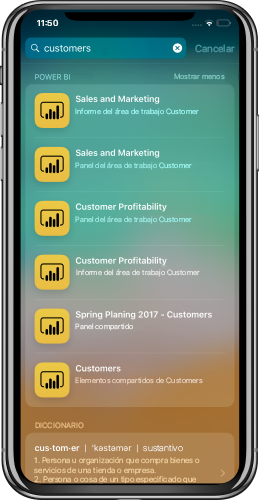 11:50
customers
Cancelar
POWER BI
Mostrar menos
Sales and Marketing
Informe del área de trabajo Customer
Sales and Marketing
Panel del área de trabajo Customer
Customer Profitability
Panel del área de trabajo Customer
Customer Profitability
Informe del área de trabajo Customer
Spring Planing 2017 - Customers
Panel compartido
Customers
Elementos compartidos de Customers
DICCIONARIO
cus·tom·er | ˈkəstəmər | sustantivo
1. Persona u organización que compra bienes o
servicios de una tienda o empresa.
2. Persona o cosa de un tipo especificado que